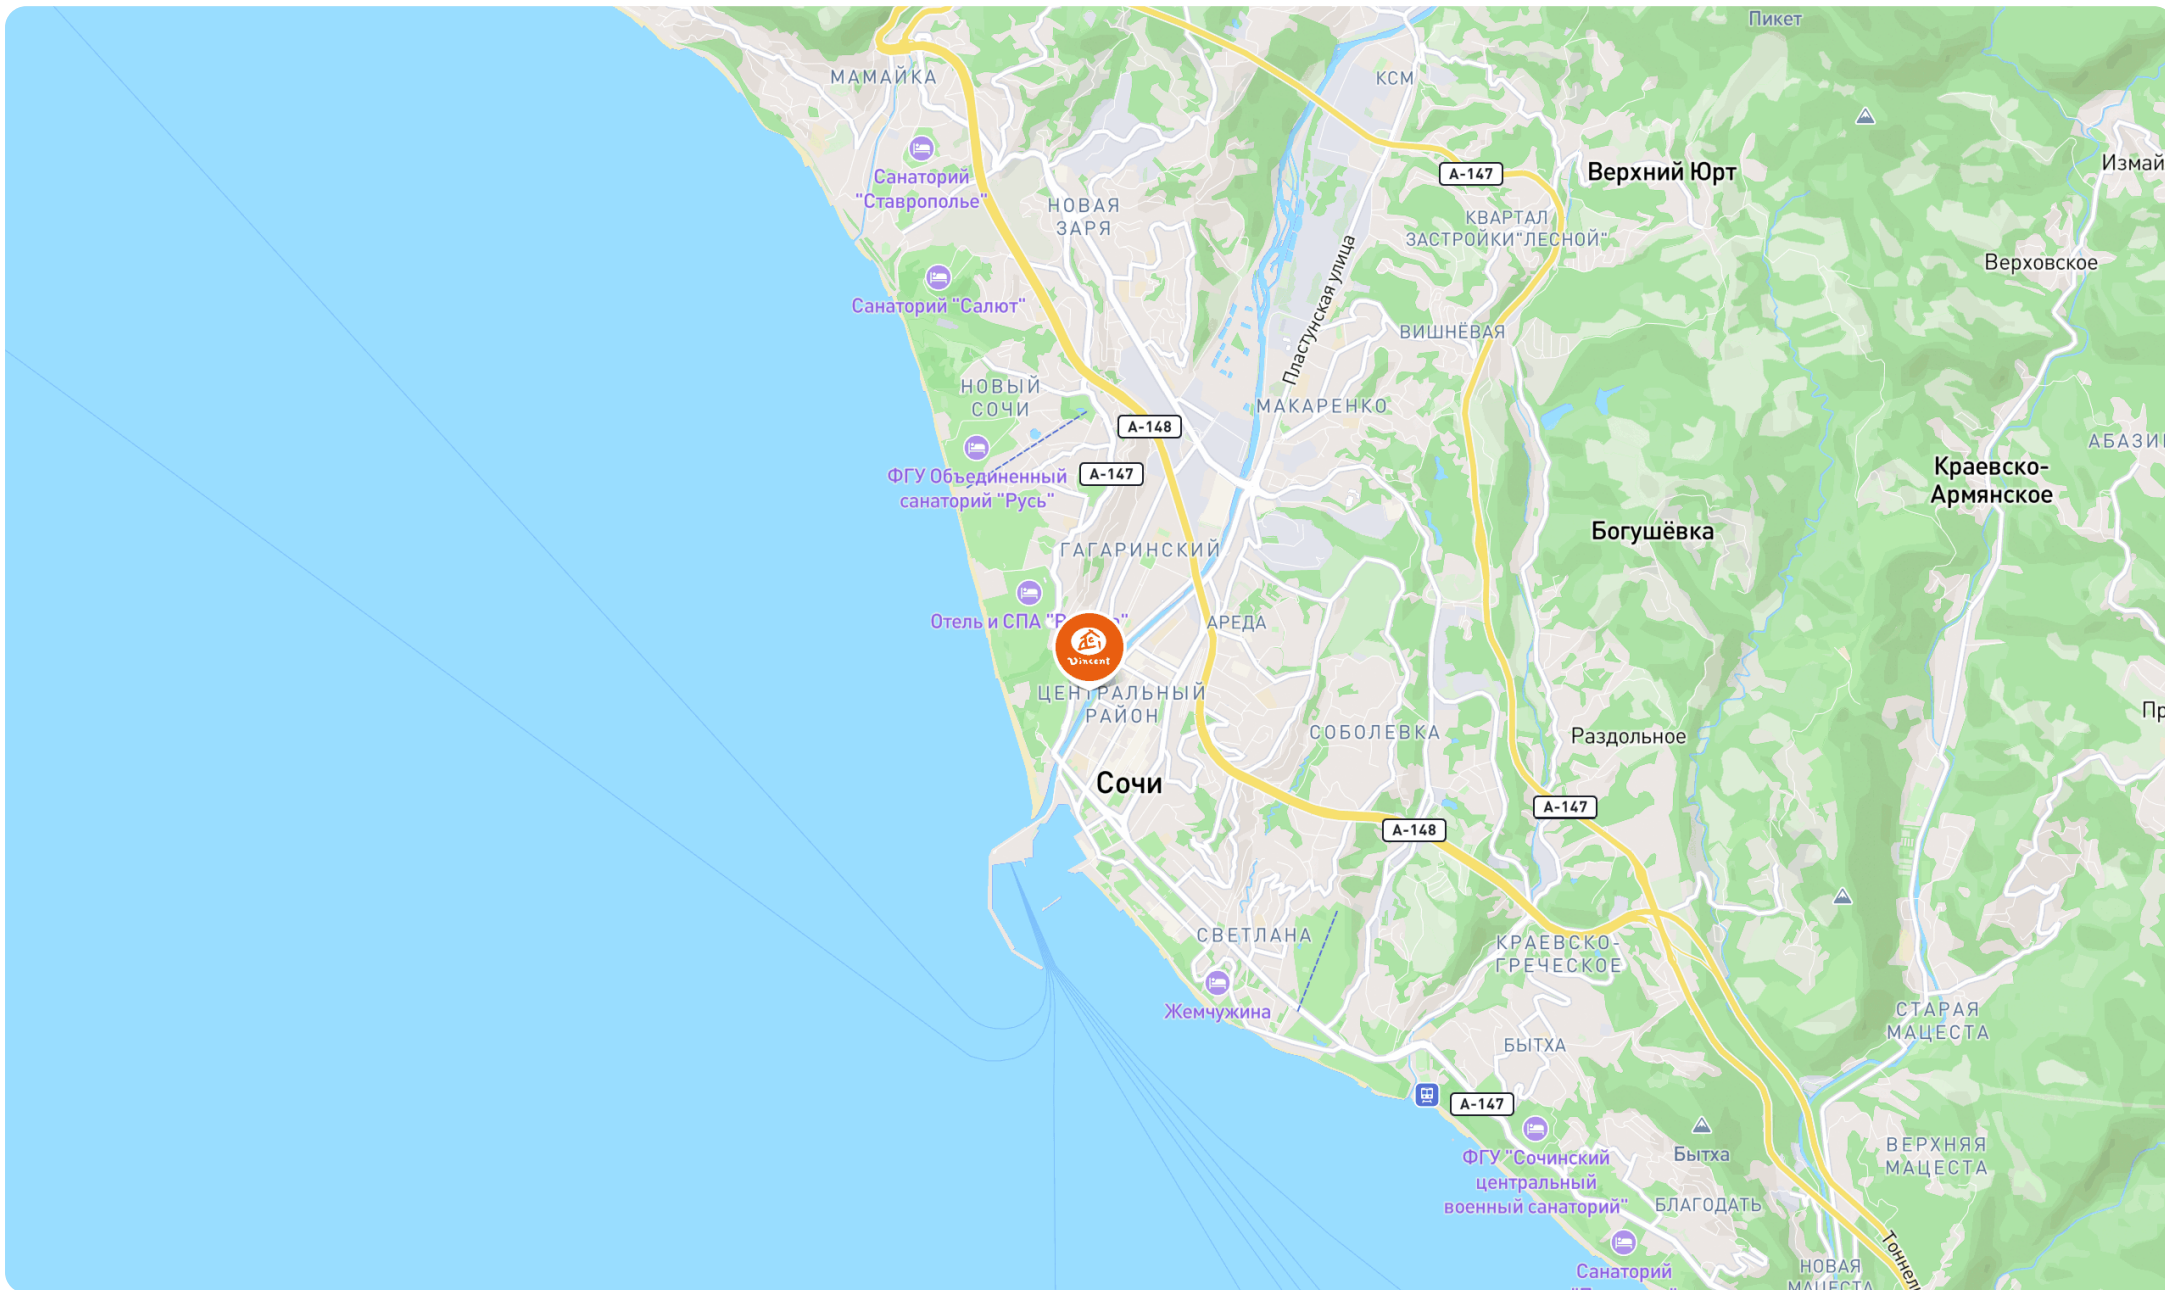 Пикет
МАМАЙКА
КСМ
Санаторий
"Ставрополье"
А-147
Верхний Юрт
Измай
НОВАЯ
ЗАРЯ
КВАРТАЛ
ЗАСТРОЙКИ"ЛЕСНОЙ"
Верховское
Санаторий "Салют"
Пластунская улица
ВИШНЁВАЯ
НОВЫЙ
СОЧИ
МАКАРЕНКО
А-148
АБАЗИ
ФГУ Объединенный
санаторий "Русь"
А-147
Краевско-
Армянское
Богушёвка
ГАГАРИНСКИЙ
Отель и СПА "В
АРЕДА
Vincent
ЦЕНТРАЛЬНЫЙ
РАЙОН
Пр
СОБОЛЕВКА
Раздольное
Сочи
А-147
А-148
СВЕТЛАНА
КРАЕВСКО-
ГРЕЧЕСКОЕ
Жемчужина
СТАРАЯ
МАЦЕСТА
БЫТХА
А-147
ФГУ "Сочинский
центральный
военный санаторий"
Бытха
ВЕРХНЯЯ
МАЦЕСТА
БЛАГОДАТЬ
Санаторий
НОВАЯ
МАЦЕСТА
Тоннель